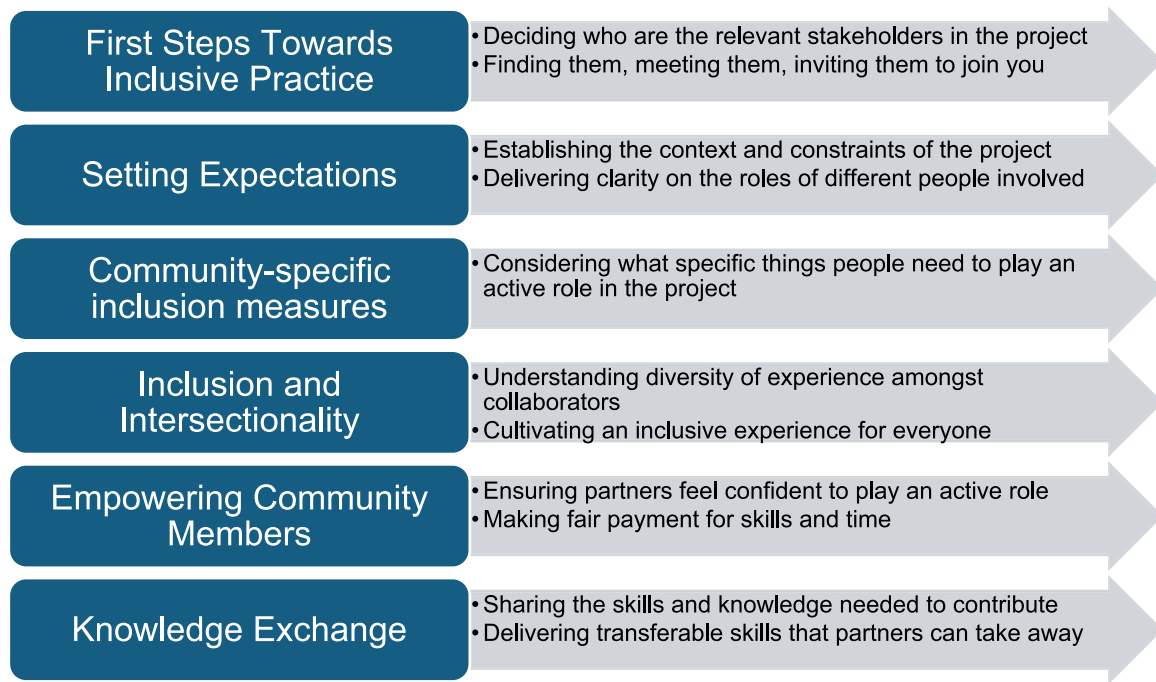 First Steps Towards
Inclusive Practice
• Deciding who are the relevant stakeholders in the project
• Finding them, meeting them, inviting them to join you
Setting Expectations
• Establishing the context and constraints of the project
• Delivering clarity on the roles of different people involved
Community-specific
inclusion measures
• Considering what specific things people need to play an
active role in the project
Inclusion and
Intersectionality
• Understanding diversity of experience amongst
collaborators
• Cultivating an inclusive experience for everyone
Empowering Community
Members
• Ensuring partners feel confident to play an active role
• Making fair payment for skills and time
Knowledge Exchange
• Sharing the skills and knowledge needed to contribute
• Delivering transferable skills that partners can take away